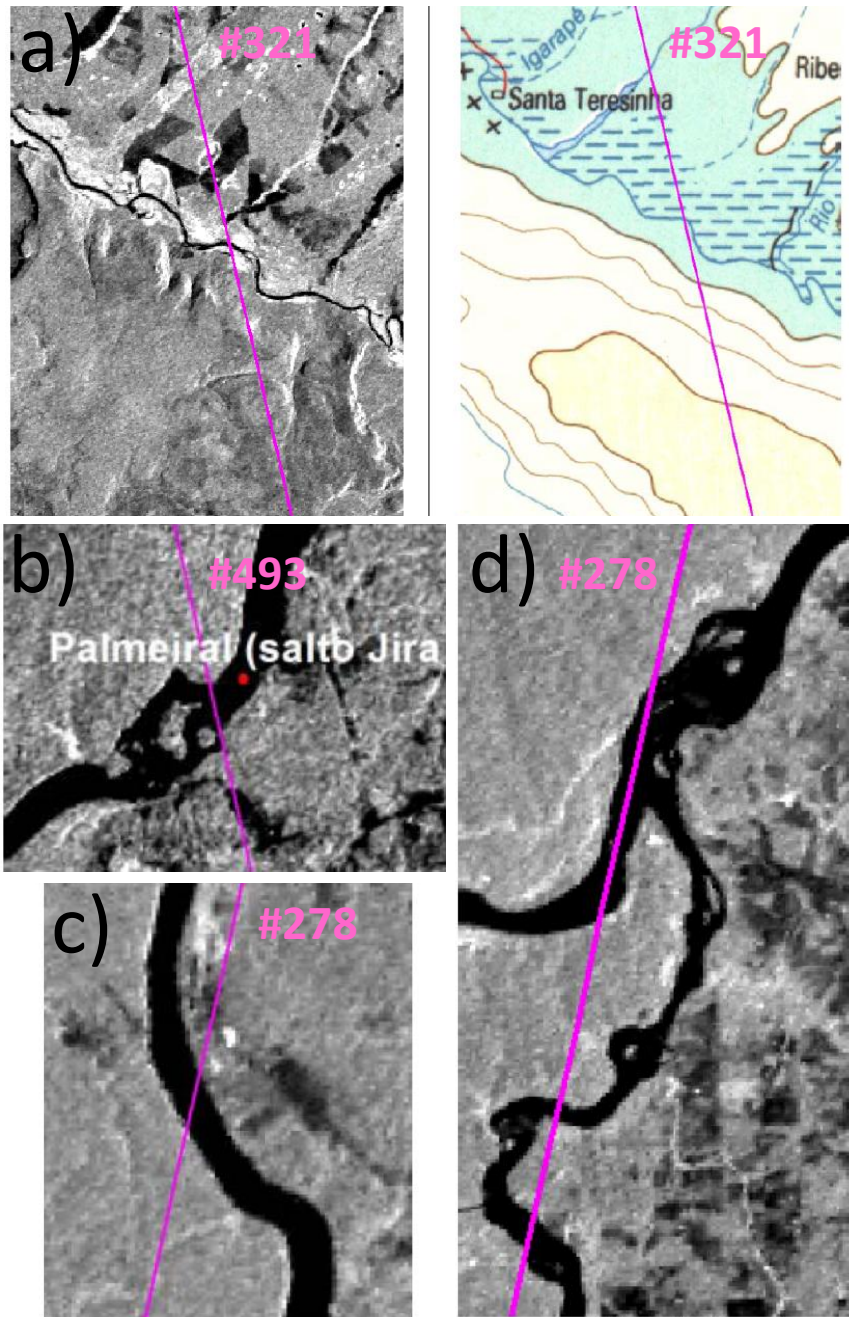 a)
#321
#321
Igarapé
Ribe
Santa Teresinha
Rio
b)
#493
Palmeiral (salto Jira
d)
#278
c)
#278